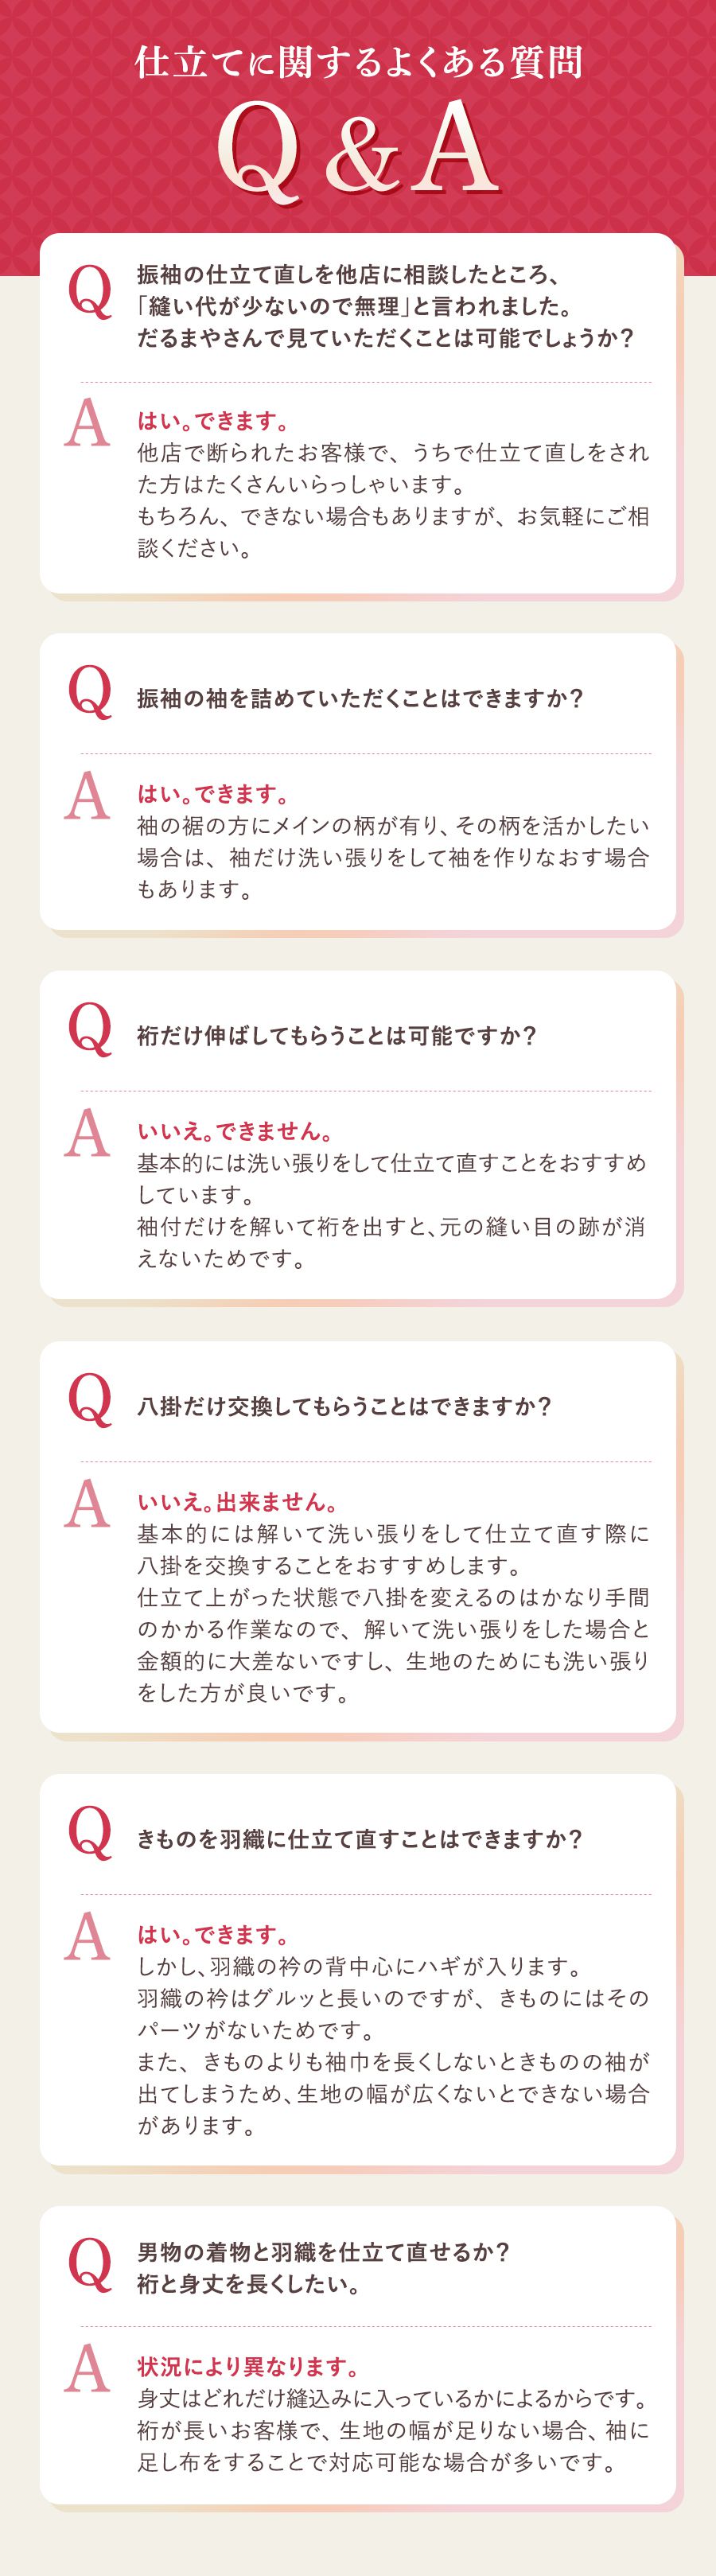 仕立てに関するよくある質問
Q & A
Q
振袖の仕立て直しを他店に相談したところ、
「縫い代が少ないので無理」と言われました。
だるまやさんで見ていただくことは可能でしょうか？
A
はい。できます。
他店で断られたお客様で、うちで仕立て直しをされ
た方はたくさんいらっしゃいます。
もちろん、できない場合もありますが、お気軽にご相
談ください。
Q
振袖の袖を詰めていただくことはできますか？
A
はい。できます。
袖の裾の方にメインの柄が有り、その柄を活かしたい
場合は、袖だけ洗い張りをして袖を作りなおす場合
もあります。
Q
裄だけ伸ばしてもらうことは可能ですか？
A
いいえ。できません。
基本的には洗い張りをして仕立て直すことをおすすめ
しています。
袖付だけを解いて裄を出すと、元の縫い目の跡が消
えないためです。
Q
八掛だけ交換してもらうことはできますか？
A
いいえ。出来ません。
基本的には解いて洗い張りをして仕立て直す際に
八掛を交換することをおすすめします。
仕立て上がった状態で八掛を変えるのはかなり手間
のかかる作業なので、解いて洗い張りをした場合と
金額的に大差ないですし、生地のためにも洗い張り
をした方が良いです。
Q
きものを羽織に仕立て直すことはできますか？
A
はい。できます。
しかし、羽織の衿の背中心にハギが入ります。
羽織の衿はグルッと長いのですが、きものにはその
パーツがないためです。
また、きものよりも袖巾を長くしないときものの袖が
出てしまうため、生地の幅が広くないとできない場合
があります。
Q
男物の着物と羽織を仕立て直せるか？
裄と身丈を長くしたい。
A
状況により異なります。
身丈はどれだけ縫込みに入っているかによるからです。
裄が長いお客様で、生地の幅が足りない場合、袖に
足し布をすることで対応可能な場合が多いです。